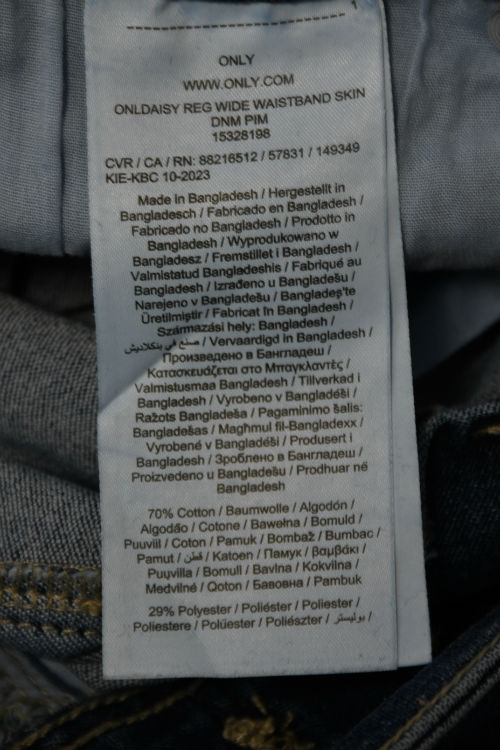 1
ONLY
WWW.ONLY.COM
ONLDAISY REG WIDE WAISTBAND SKIN
DNM PIM
15328198
CVR / CA / RN: 88216512 / 57831 / 149349
KIE-KBC 10-2023
Made in Bangladesh / Hergestellt in
Bangladesch / Fabricado en Bangladesh /
Fabricado no Bangladesh / Prodotto in
Bangladesh / Wyprodukowano w
Bangladesz / Fremstillet i Bangladesh /
Valmistatud Bangladeshis / Fabriqué au
Bangladesh / Izrađeno u Bangladešu /
Narejeno v Bangladešu / Bangladeş'te
Üretilmiştir / Fabricat în Bangladesh /
Származási hely: Bangladesh /
صنع في بنكلاديش / Vervaardigd in Bangladesh /
Произведено в Бангладеш /
Κατασκευάζεται στο Μπαγκλαντές /
Valmistusmaa Bangladesh / Tillverkad i
Bangladesh / Vyrobeno v Bangladéši /
Ražots Bangladeša / Pagaminimo šalis:
Bangladešas / Magħmul fil-Bangladexx /
Vyrobené v Bangladéši / Produsert i
Bangladesh / Зроблено в Бангладеш /
Proizvedeno u Bangladešu / Prodhuar në
Bangladesh
70% Cotton / Baumwolle / Algodón /
Algodão / Cotone / Bawełna / Bomuld /
Puuvill / Coton / Pamuk / Bombaž / Bumbac /
Pamut / قطن / Katoen / Памук / βαμβάκι /
Puuvilla / Bomull / Bavlna / Kokvilna /
Medvilnė / Qoton / Бавовна / Pambuk
29% Polyester / Poliéster / Poliester /
Poliestere / Polüester / Poliészter / بوليستر /